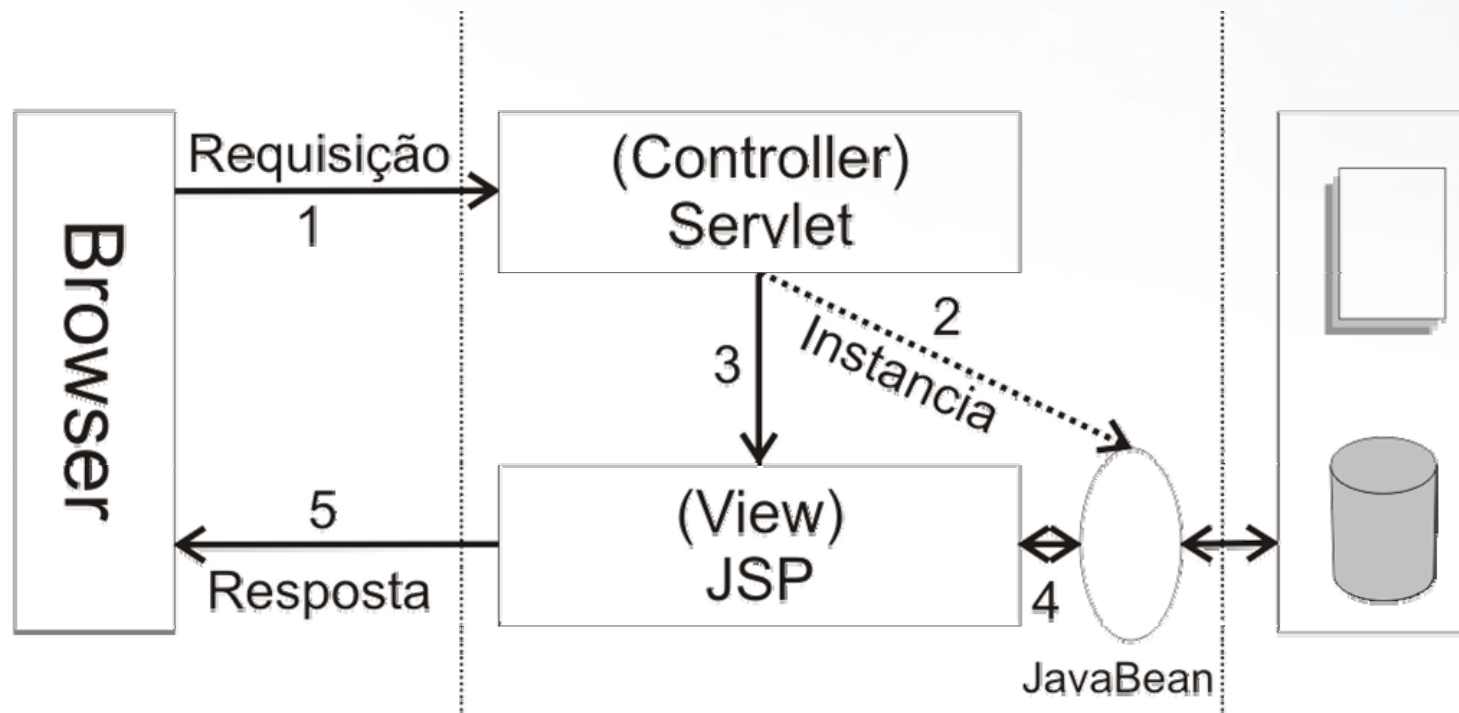 Browser
Requisição
1
(Controller)
Servlet
2
Instancia
3
(View)
JSP
4
5
Resposta
JavaBean